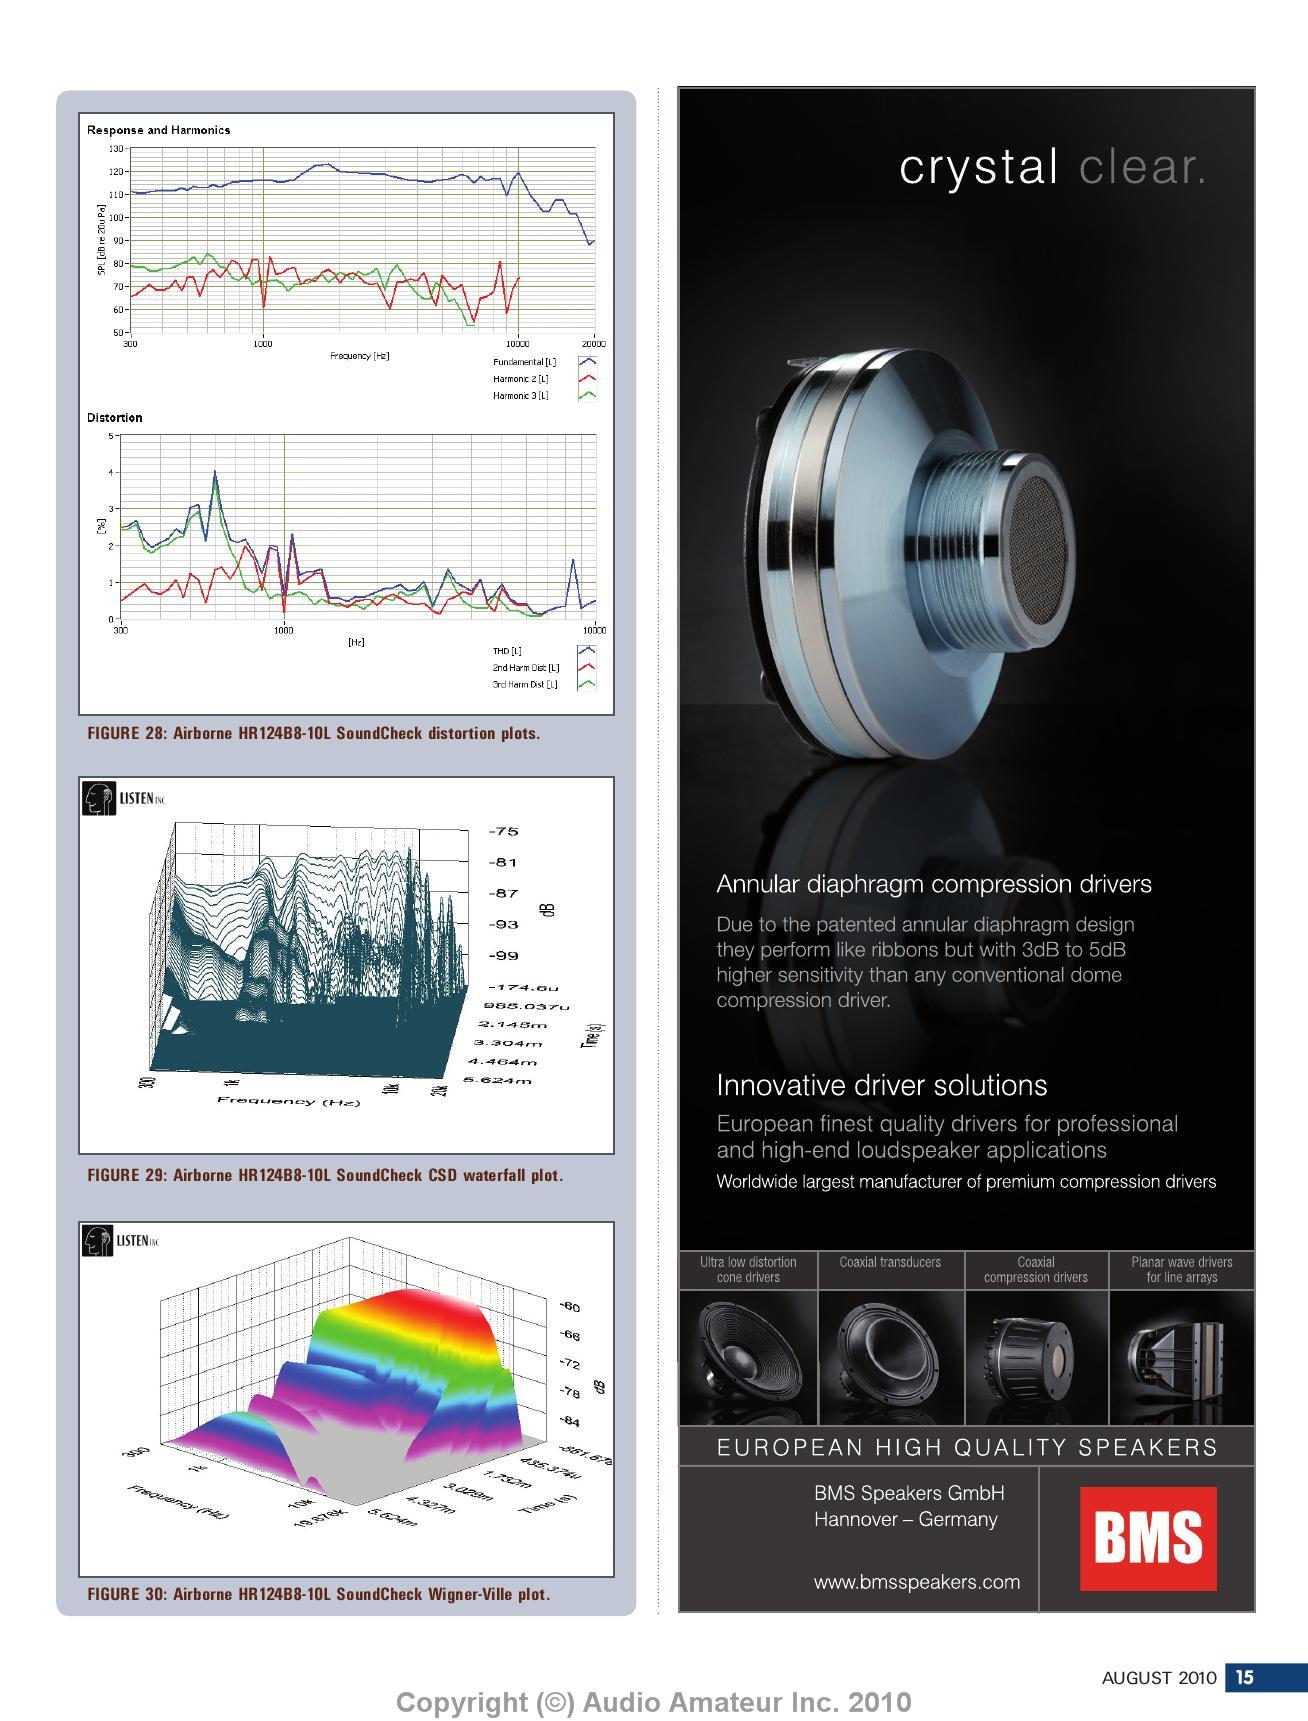 Response and Harmonics
130
120
110
100
90
80
70
60
50
SPL [dB re 20u Pa]
300
1000
10000
20000
Frequency [Hz]
Fundamental [L]
Harmonic 2 [L]
Harmonic 3 [L]
Distortion
5
4
3
2
1
0
[%]
300
1000
10000
[Hz]
THD [L]
2nd Harm Dist [L]
3rd Harm Dist [L]
FIGURE 28: Airborne HR124B8-10L SoundCheck distortion plots.
LISTEN INC
-75
-81
-87
-93
-99
dB
-174.6u
985.037u
2.145m
3.304m
4.464m
5.624m
Time(s)
300
1k
10k
20k
Frequency (Hz)
FIGURE 29: Airborne HR124B8-10L SoundCheck CSD waterfall plot.
LISTEN INC
-60
-66
-72
-78
-84
dB
435.374u
1.732m
3.029m
4.327m
5.624m
Time (s)
300
1k
10k
Frequency (Hz)
FIGURE 30: Airborne HR124B8-10L SoundCheck Wigner-Ville plot.
crystal clear.
Annular diaphragm compression drivers
Due to the patented annular diaphragm design
they perform like ribbons but with 3dB to 5dB
higher sensitivity than any conventional dome
compression driver.
Innovative driver solutions
European finest quality drivers for professional
and high-end loudspeaker applications
Worldwide largest manufacturer of premium compression drivers
Ultra low distortion
cone drivers
Coaxial transducers
Coaxial
compression drivers
Planar wave drivers
for line arrays
EUROPEAN HIGH QUALITY SPEAKERS
BMS Speakers GmbH
Hannover – Germany
www.bmsspeakers.com
BMS
AUGUST 2010 15
Copyright (©) Audio Amateur Inc. 2010